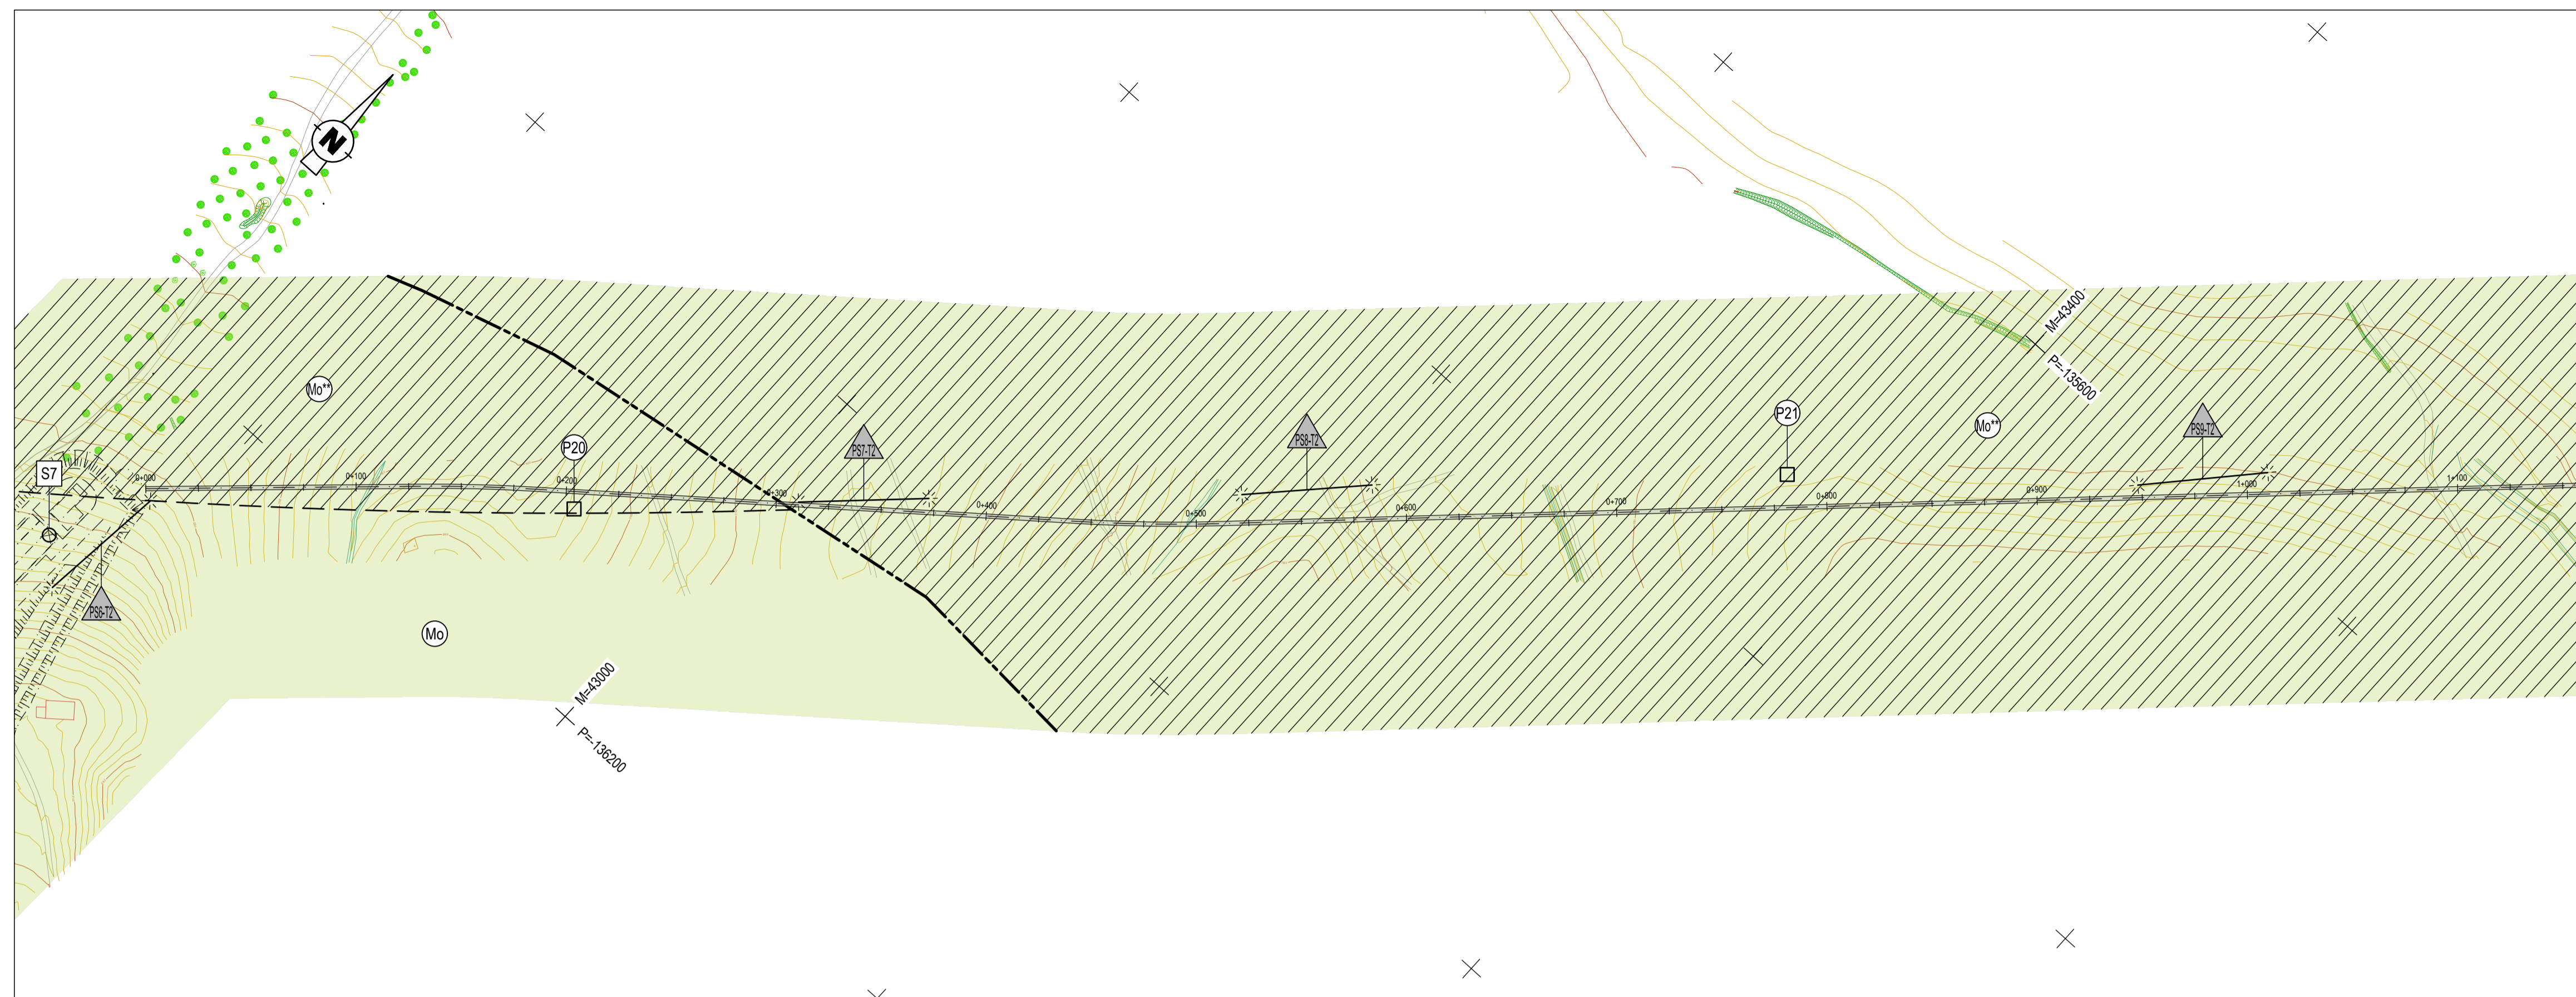 N
M=43400
P=-135600
Mo**
P20
PS7-T2
PS8-T2
P21
Mo**
PS9-T2
S7
0+000
0+100
0+200
0+300
0+400
0+500
0+600
0+700
0+800
0+900
1+000
1+100
PS6-T2
Mo
M=43000
P=-136200